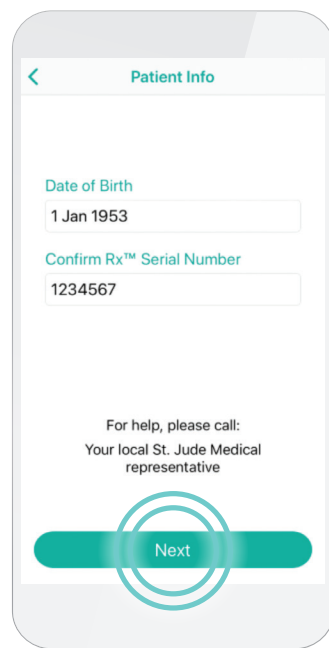 Patient Info
Date of Birth
1 Jan 1953
Confirm Rx™ Serial Number
1234567
For help, please call:
Your local St. Jude Medical
representative
Next